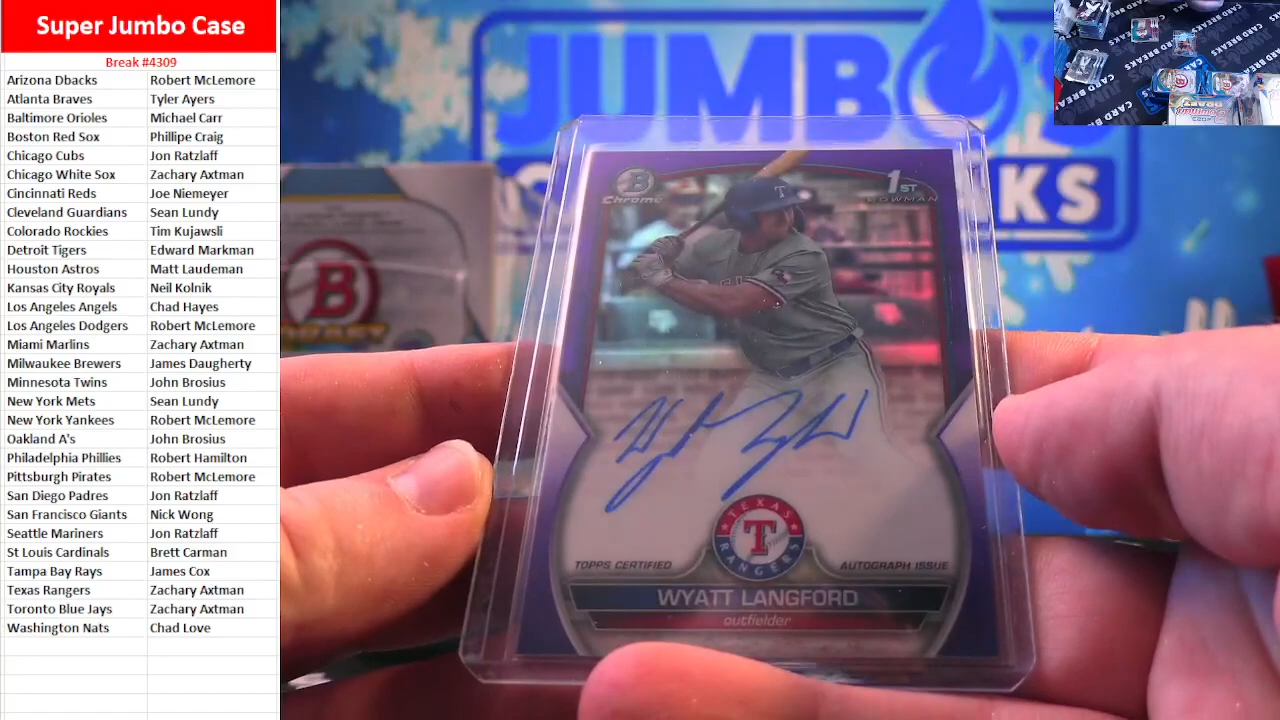 Super Jumbo Case
Break #4309
Arizona Dbacks Robert McLemore
Atlanta Braves Tyler Ayers
Baltimore Orioles Michael Carr
Boston Red Sox Phillipe Craig
Chicago Cubs Jon Ratzlaff
Chicago White Sox Zachary Axtman
Cincinnati Reds Joe Niemeyer
Cleveland Guardians Sean Lundy
Colorado Rockies Tim Kujawsli
Detroit Tigers Edward Markman
Houston Astros Matt Laudeman
Kansas City Royals Neil Kolnik
Los Angeles Angels Chad Hayes
Los Angeles Dodgers Robert McLemore
Miami Marlins Zachary Axtman
Milwaukee Brewers James Daugherty
Minnesota Twins John Brosius
New York Mets Sean Lundy
New York Yankees Robert McLemore
Oakland A's John Brosius
Philadelphia Phillies Robert Hamilton
Pittsburgh Pirates Robert McLemore
San Diego Padres Jon Ratzlaff
San Francisco Giants Nick Wong
Seattle Mariners Jon Ratzlaff
St Louis Cardinals Brett Carman
Tampa Bay Rays James Cox
Texas Rangers Zachary Axtman
Toronto Blue Jays Zachary Axtman
Washington Nats Chad Love
JUMBO'S
B
Chrome
1ST
BOWMAN
T
TEXAS
T
RANGERS
TOPPS CERTIFIED AUTOGRAPH ISSUE
WYATT LANGFORD
outfielder
B
DRAFT
CARD BREAKS